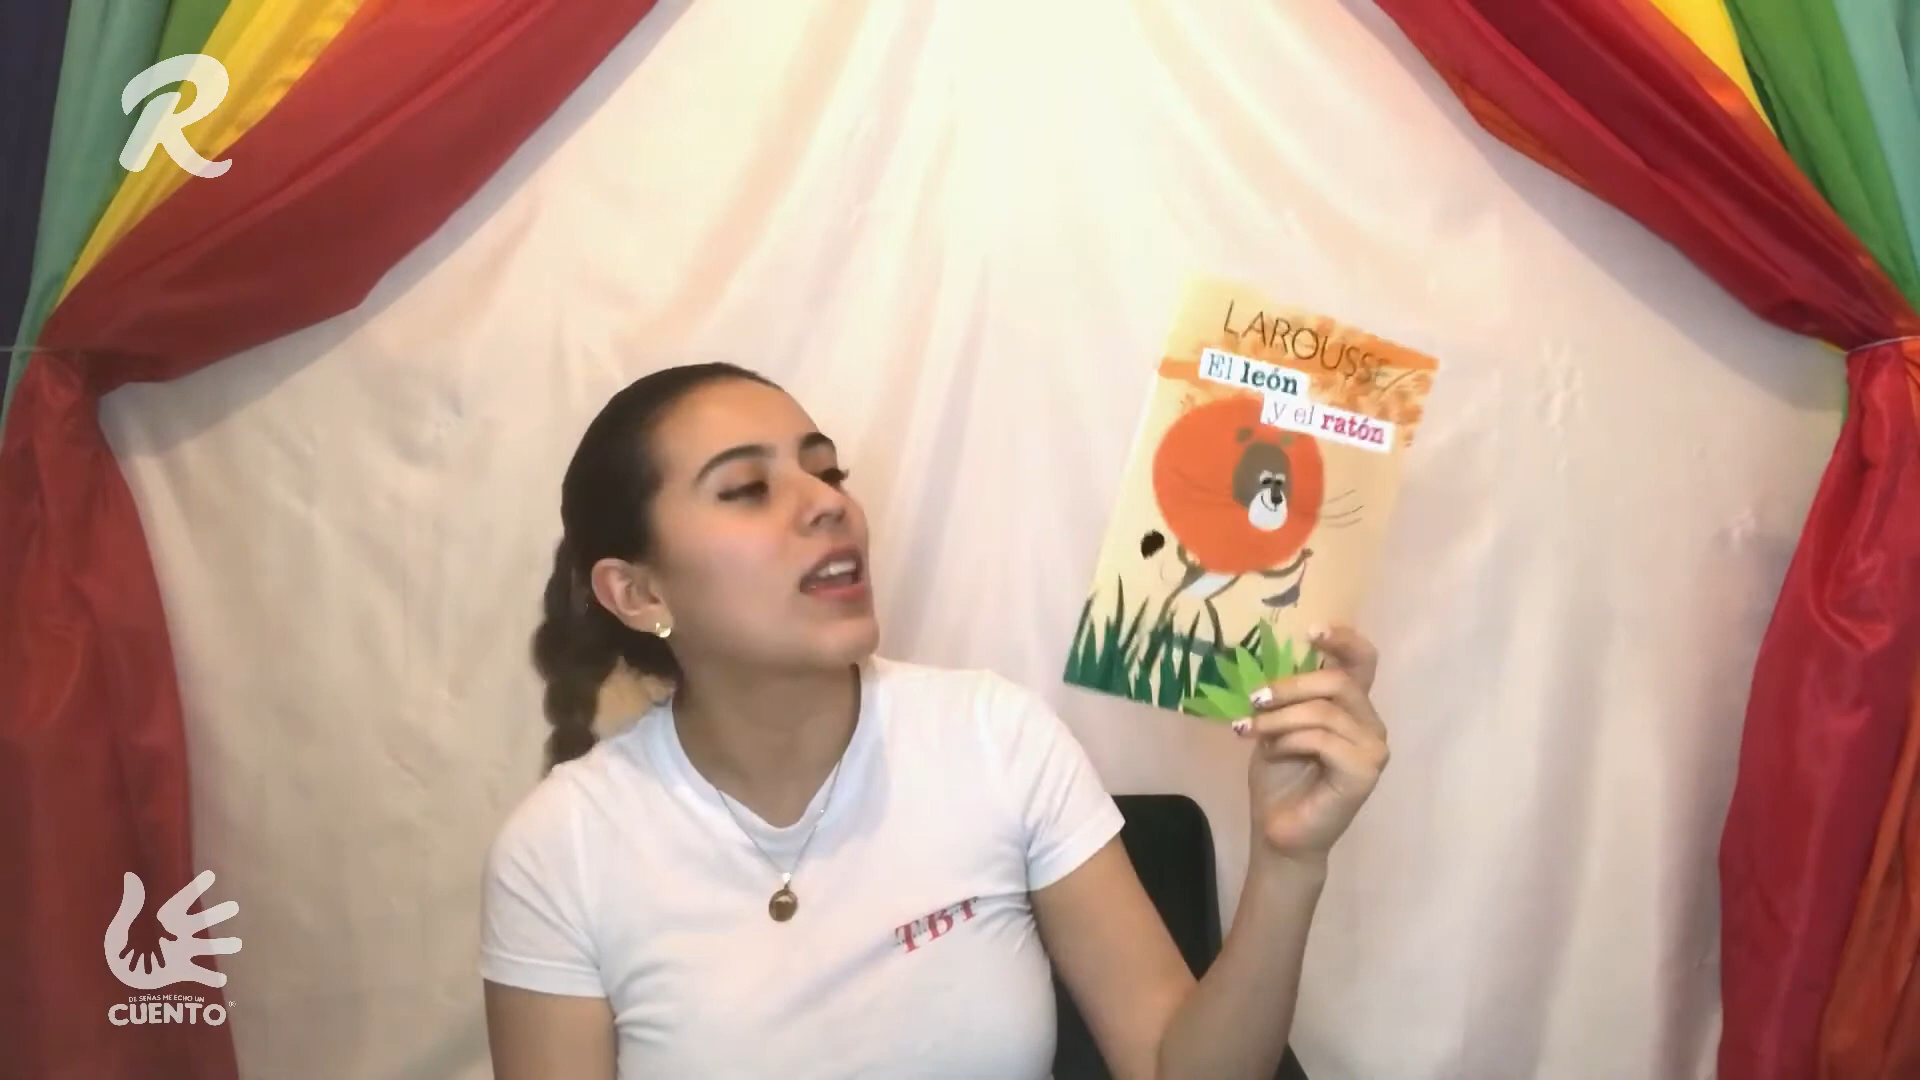 R
LAROUSSE
El león
y el ratón
TBT
DE SEÑAS ME ECHO UN
CUENTO